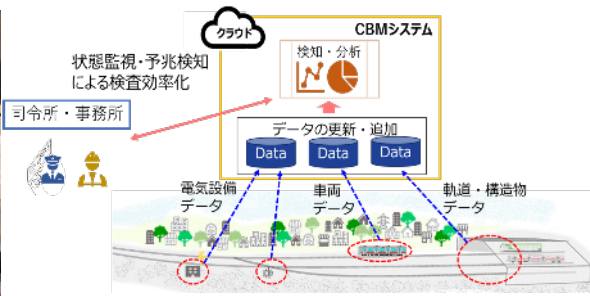 クラウド
CBMシステム
検知・分析
状態監視・予兆検知
による検査効率化
司令所・事務所
データの更新・追加
Data
Data
Data
電気設備
データ
車両
データ
軌道・構造物
データ